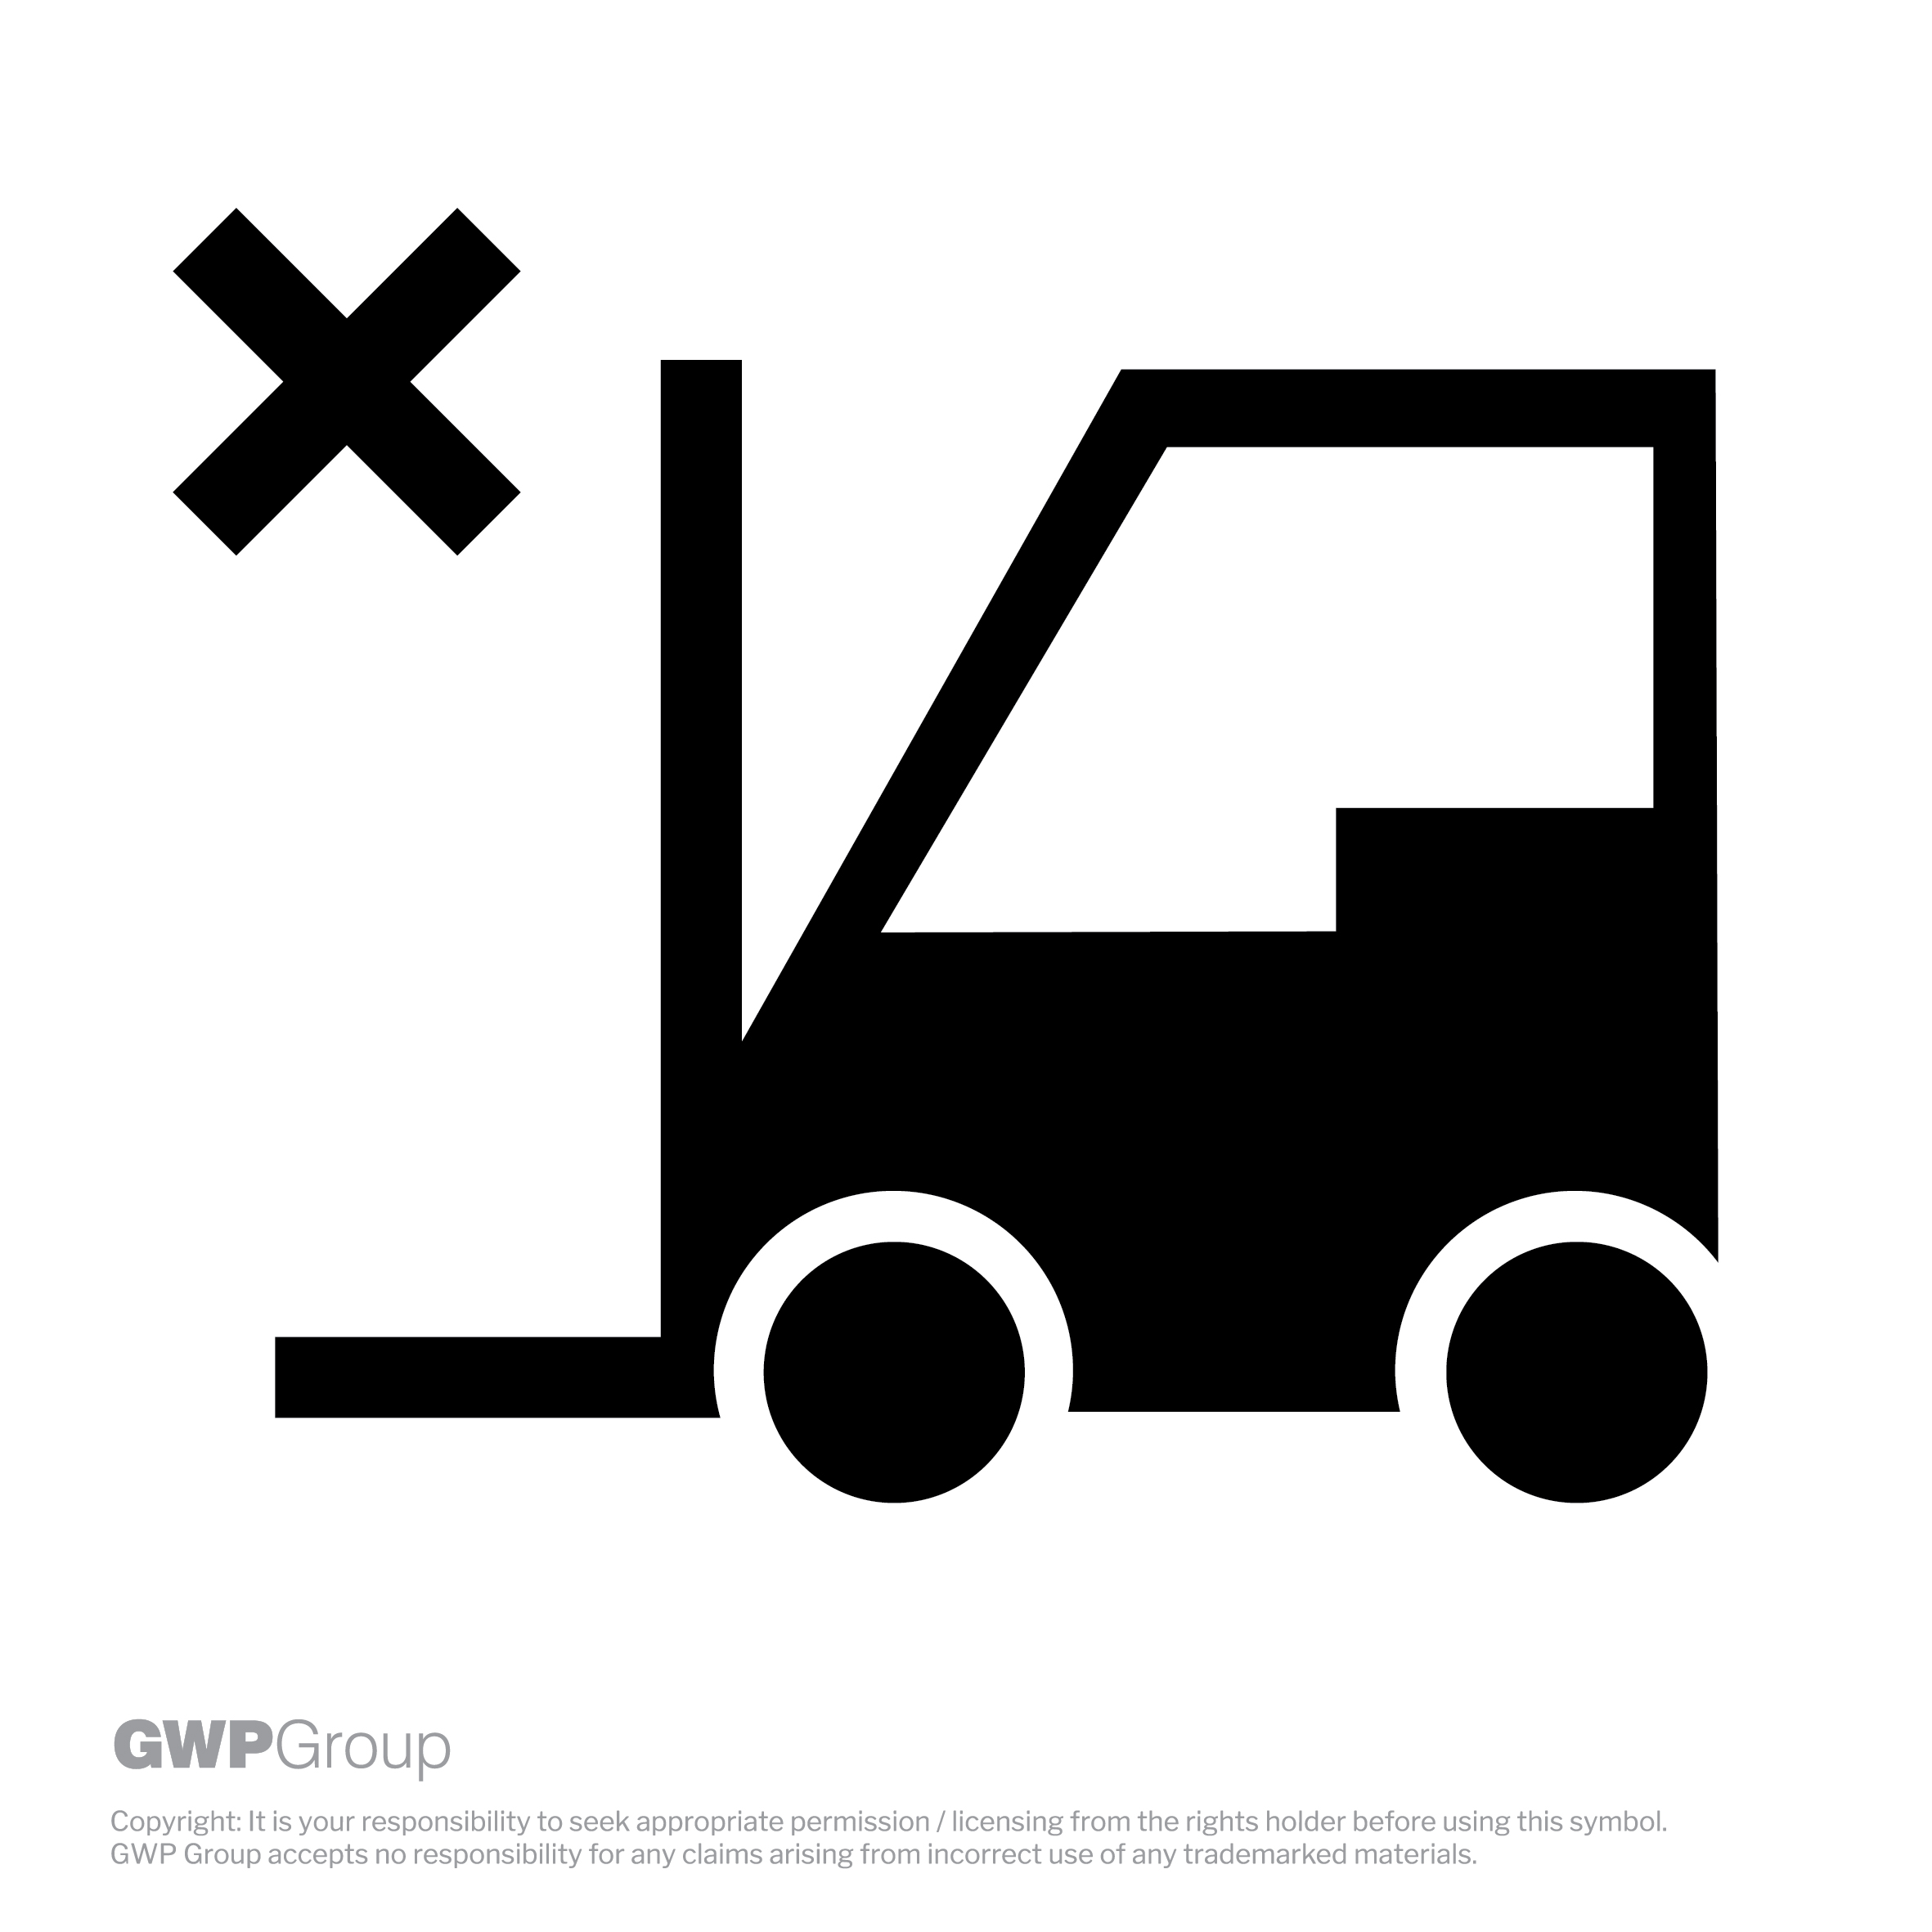 GWPGroup
Copyright: It is your responsibility to seek appropriate permission / licensing from the rights holder before using this symbol.
GWP Group accepts no responsibility for any claims arising from incorrect use of any trademarked materials.